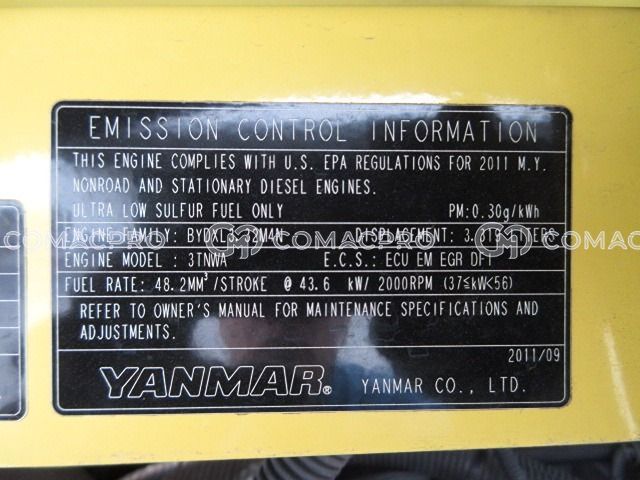 EMISSION CONTROL INFORMATION
THIS ENGINE COMPLIES WITH U.S. EPA REGULATIONS FOR 2011 M.Y.
NONROAD AND STATIONARY DIESEL ENGINES.
ULTRA LOW SULFUR FUEL ONLY PM:0.30g/kWh
ENGINE FAMILY: DISPLACEMENT:
COMACPRO COMACPRO COMACPRO
ENGINE MODEL : 3TNWA E.C.S.: ECU EM EGR DFI
FUEL RATE: 48.2MM³/STROKE @ 43.6 kW/ 2000RPM (37≤kW<56)
REFER TO OWNER'S MANUAL FOR MAINTENANCE SPECIFICATIONS AND
ADJUSTMENTS.
2011/09
YANMAR® YANMAR CO., LTD.